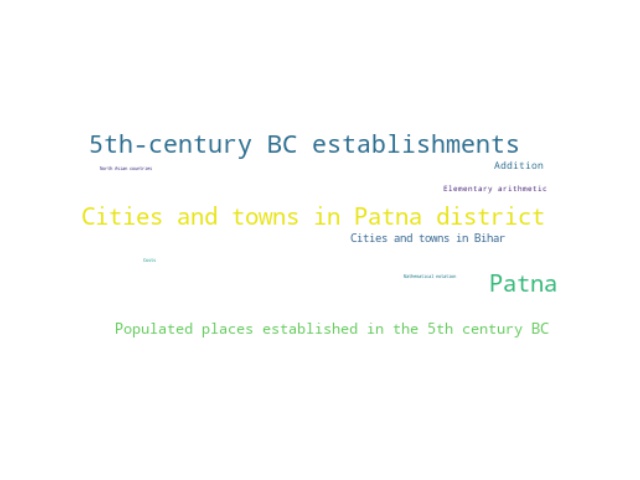 5th-century BC establishments
Addition
North Asian countries
Elementary arithmetic
Cities and towns in Patna district
Cities and towns in Bihar
Mathematical notation
Patna
Populated places established in the 5th century BC